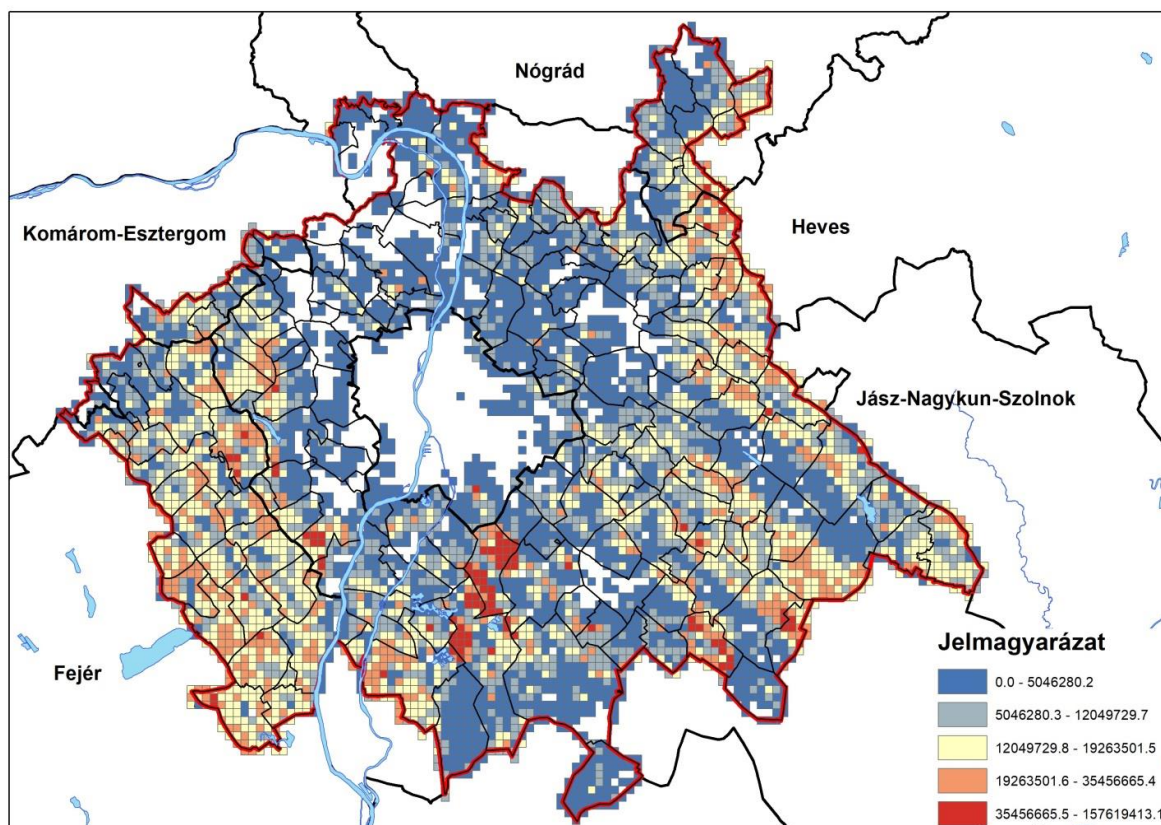 Nógrád
Komárom-Esztergom
Heves
Jász-Nagykun-Szolnok
Fejér
Jelmagyarázat
0.0 - 5046280.2
5046280.3 - 12049729.7
12049729.8 - 19263501.5
19263501.6 - 35456665.4
35456665.5 - 157619413.1